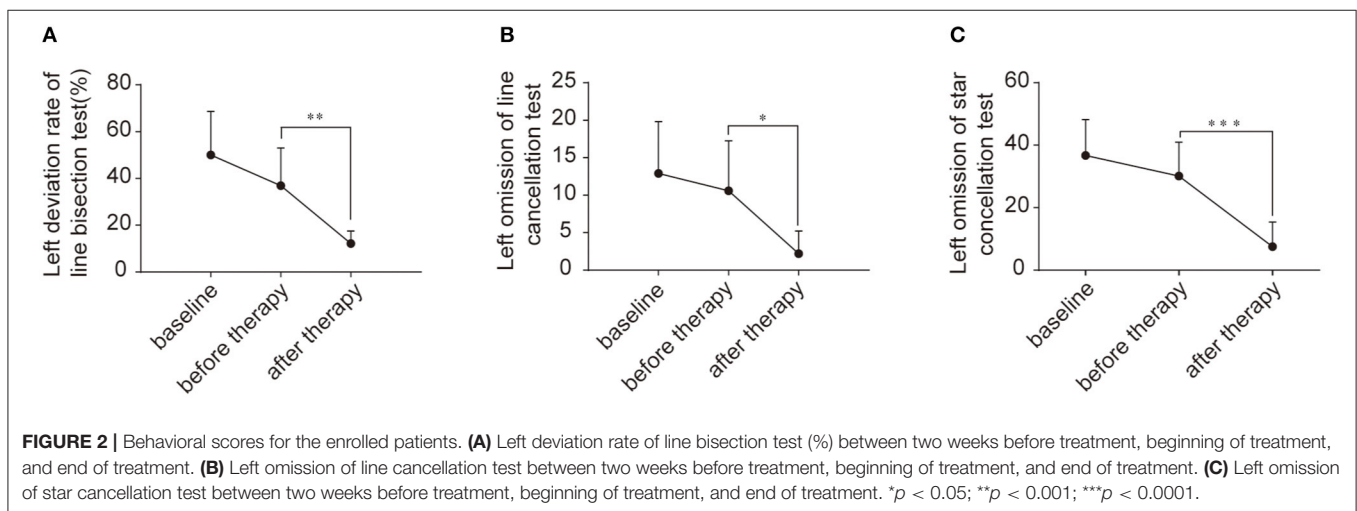 A
Left deviation rate of
line bisection test(%)
80
60
40
20
0
**
baseline
before therapy
after therapy
B
Left omission of line
cancellation test
25
20
15
10
5
0
*
baseline
before therapy
after therapy
C
Left omission of star
concellation test
60
40
20
0
***
baseline
before therapy
after therapy
FIGURE 2 | Behavioral scores for the enrolled patients. (A) Left deviation rate of line bisection test (%) between two weeks before treatment, beginning of treatment,
and end of treatment. (B) Left omission of line cancellation test between two weeks before treatment, beginning of treatment, and end of treatment. (C) Left omission
of star cancellation test between two weeks before treatment, beginning of treatment, and end of treatment. *p < 0.05; **p < 0.001; ***p < 0.0001.